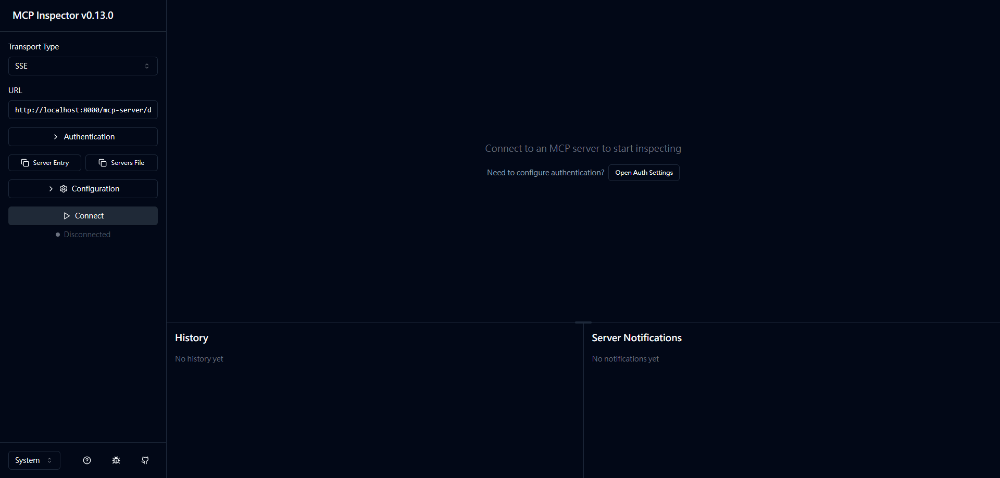 MCP Inspector v0.13.0
Transport Type
SSE
URL
http://localhost:8000/mcp-server/d
Authentication
Server Entry
Servers File
Configuration
Connect
Disconnected
System
Connect to an MCP server to start inspecting
Need to configure authentication? Open Auth Settings
History
No history yet
Server Notifications
No notifications yet